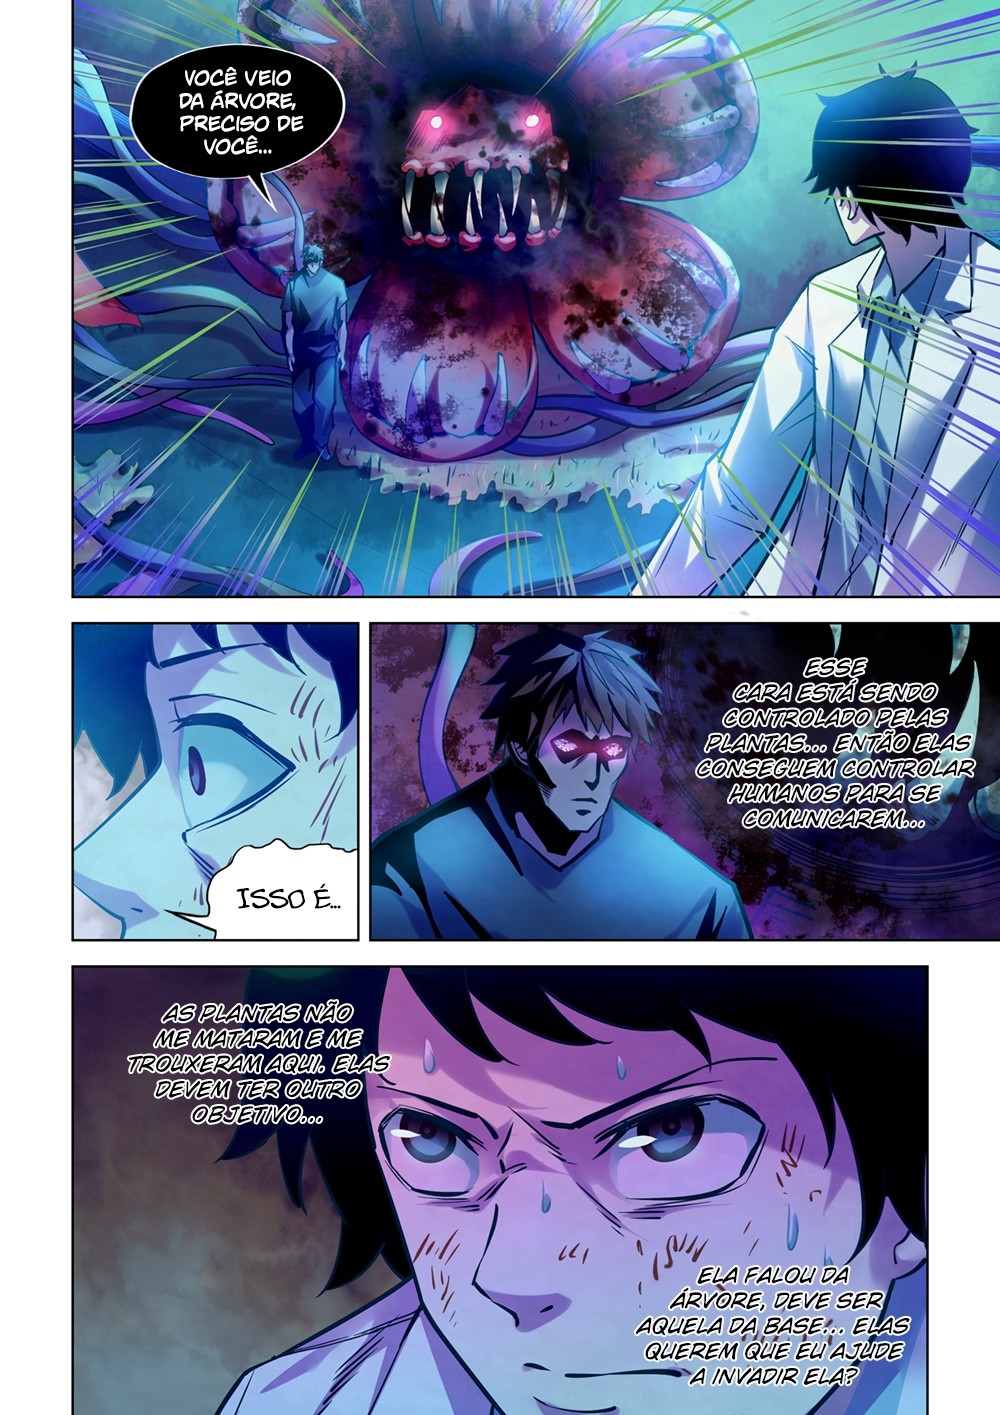 VOCÊ VEIO
DA ÁRVORE,
PRECISO DE
VOCÊ...
ISSO É...
ESSE
CARA ESTÁ SENDO
CONTROLADO PELAS
PLANTAS... ENTÃO ELAS
CONSEGUEM CONTROLAR
HUMANOS PARA SE
COMUNICAREM...
AS PLANTAS NÃO
ME MATARAM E ME
TROUXERAM AQUI. ELAS
DEVEM TER OUTRO
OBJETIVO...
ELA FALOU DA
ÁRVORE, DEVE SER
AQUELA DA BASE... ELAS
QUEREM QUE EU AJUDE
A INVADIR ELA?